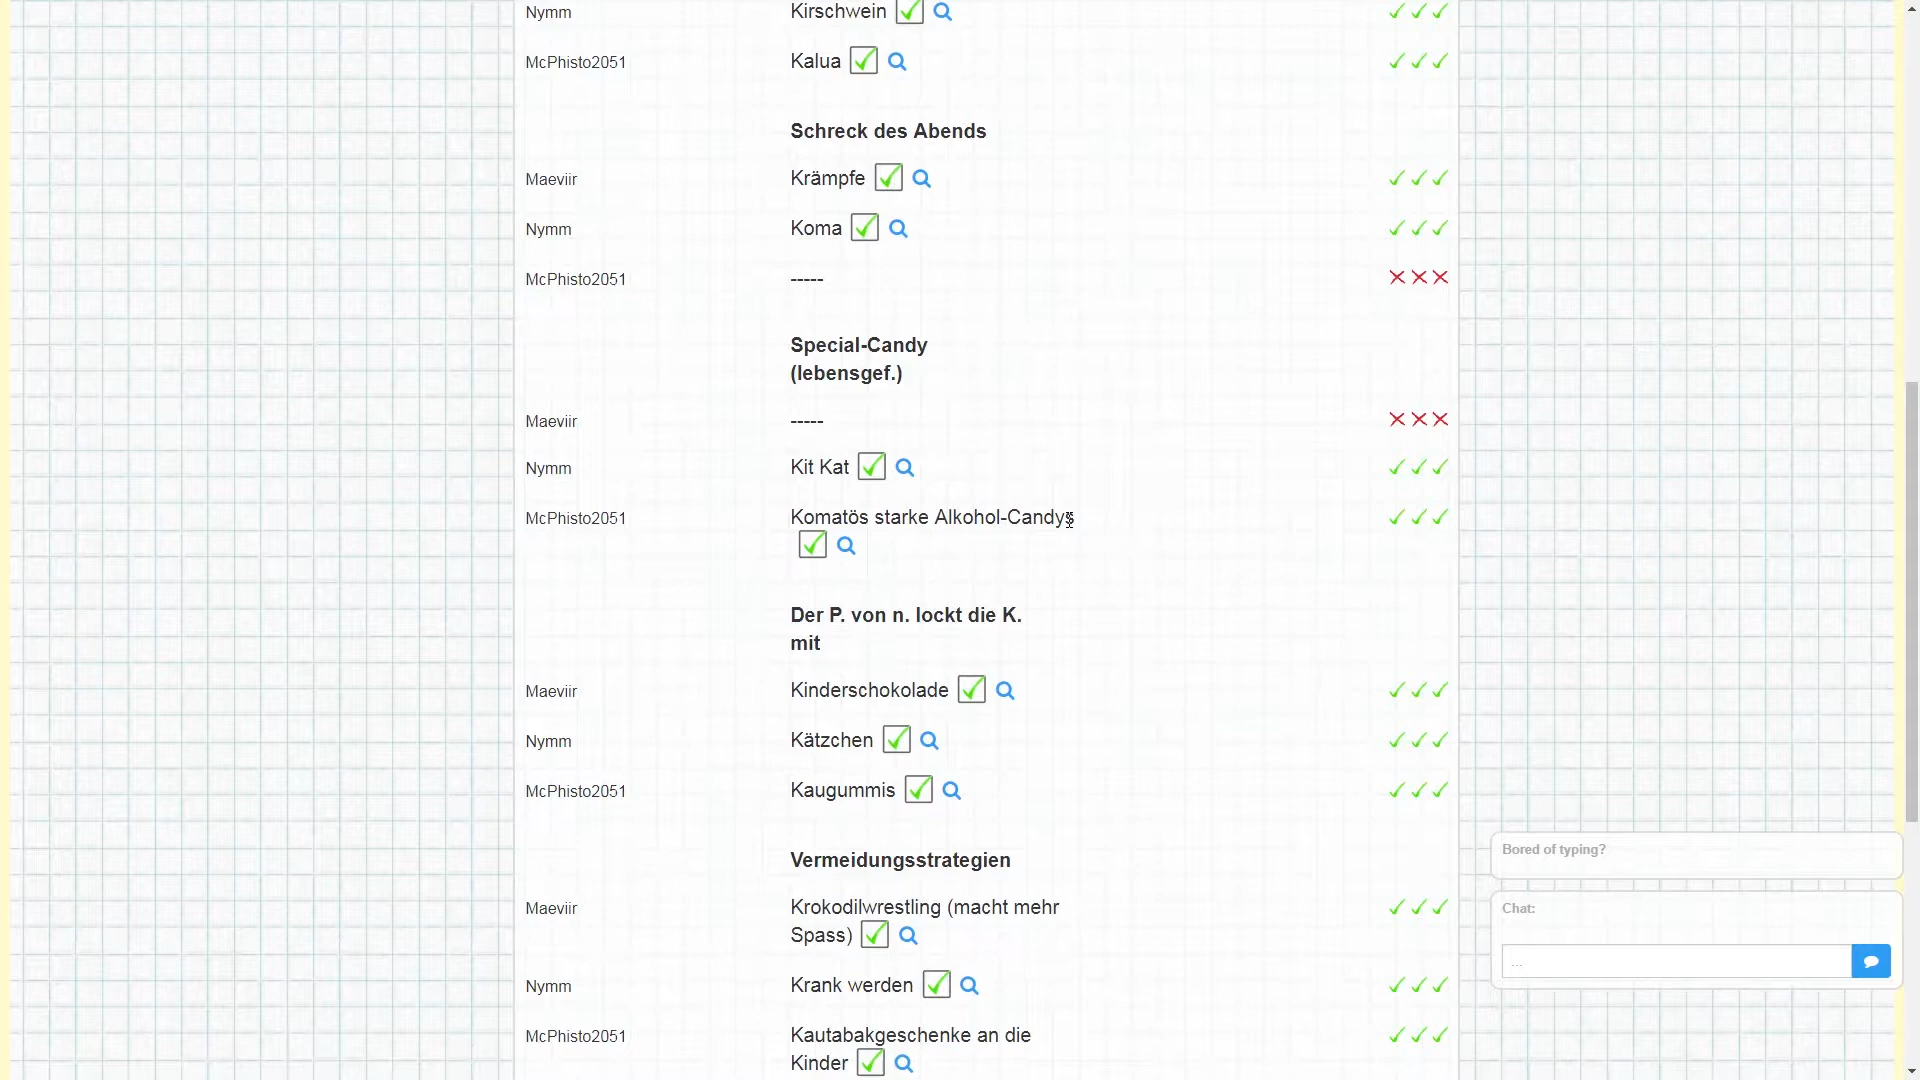 Nymm Kirschwein
McPhisto2051 Kalua
Schreck des Abends
Maeviir Krämpfe
Nymm Koma
McPhisto2051 -----
Special-Candy
(lebensgef.)
Maeviir -----
Nymm Kit Kat
McPhisto2051 Komatös starke Alkohol-Candys
Der P. von n. lockt die K.
mit
Maeviir Kinderschokolade
Nymm Kätzchen
McPhisto2051 Kaugummis
Vermeidungsstrategien
Maeviir Krokodilwrestling (macht mehr
Spass)
Nymm Krank werden
McPhisto2051 Kautabakgeschenke an die
Kinder
Bored of typing?
Chat:
...